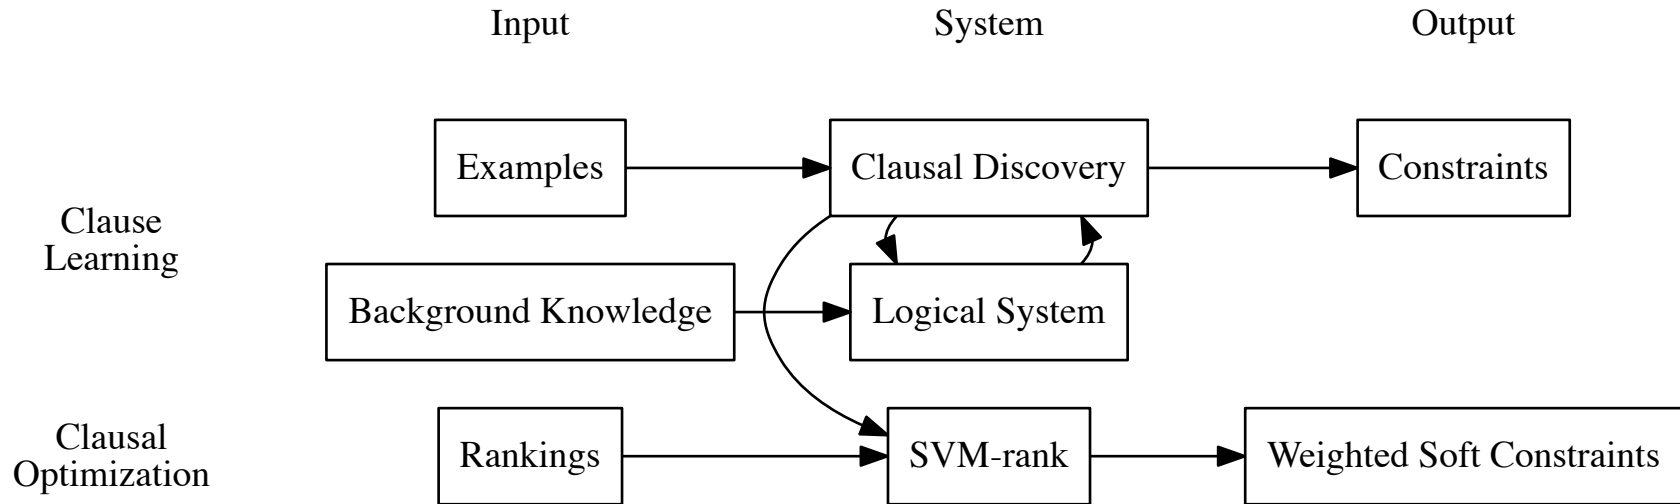 Input
System
Output
Examples
Clausal Discovery
Constraints
Clause
Learning
Background Knowledge
Logical System
Clausal
Optimization
Rankings
SVM-rank
Weighted Soft Constraints